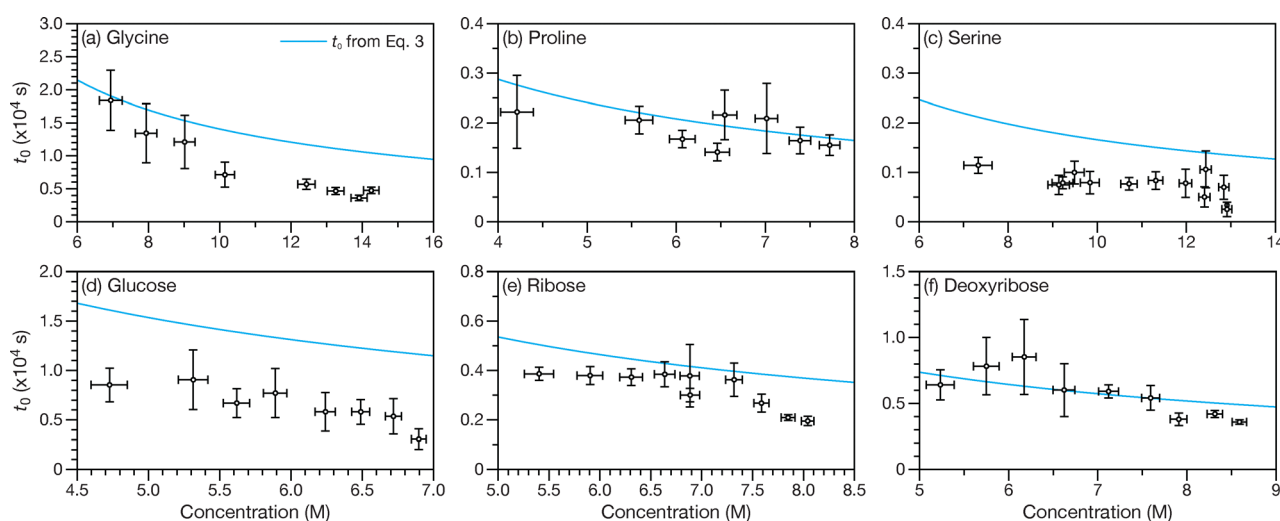 (a) Glycine
t₀ from Eq. 3
t₀ (x10⁴ s)
3.0
2.5
2.0
1.5
1.0
0.5
0
6 8 10 12 14 16
(b) Proline
0.4
0.3
0.2
0.1
0
4 5 6 7 8
(c) Serine
0.4
0.3
0.2
0.1
0
6 8 10 12 14
(d) Glucose
t₀ (x10⁴ s)
2.0
1.5
1.0
0.5
0
4.5 5.0 5.5 6.0 6.5 7.0
Concentration (M)
(e) Ribose
0.8
0.6
0.4
0.2
0
5.0 5.5 6.0 6.5 7.0 7.5 8.0 8.5
Concentration (M)
(f) Deoxyribose
1.5
1.0
0.5
0
5 6 7 8 9
Concentration (M)